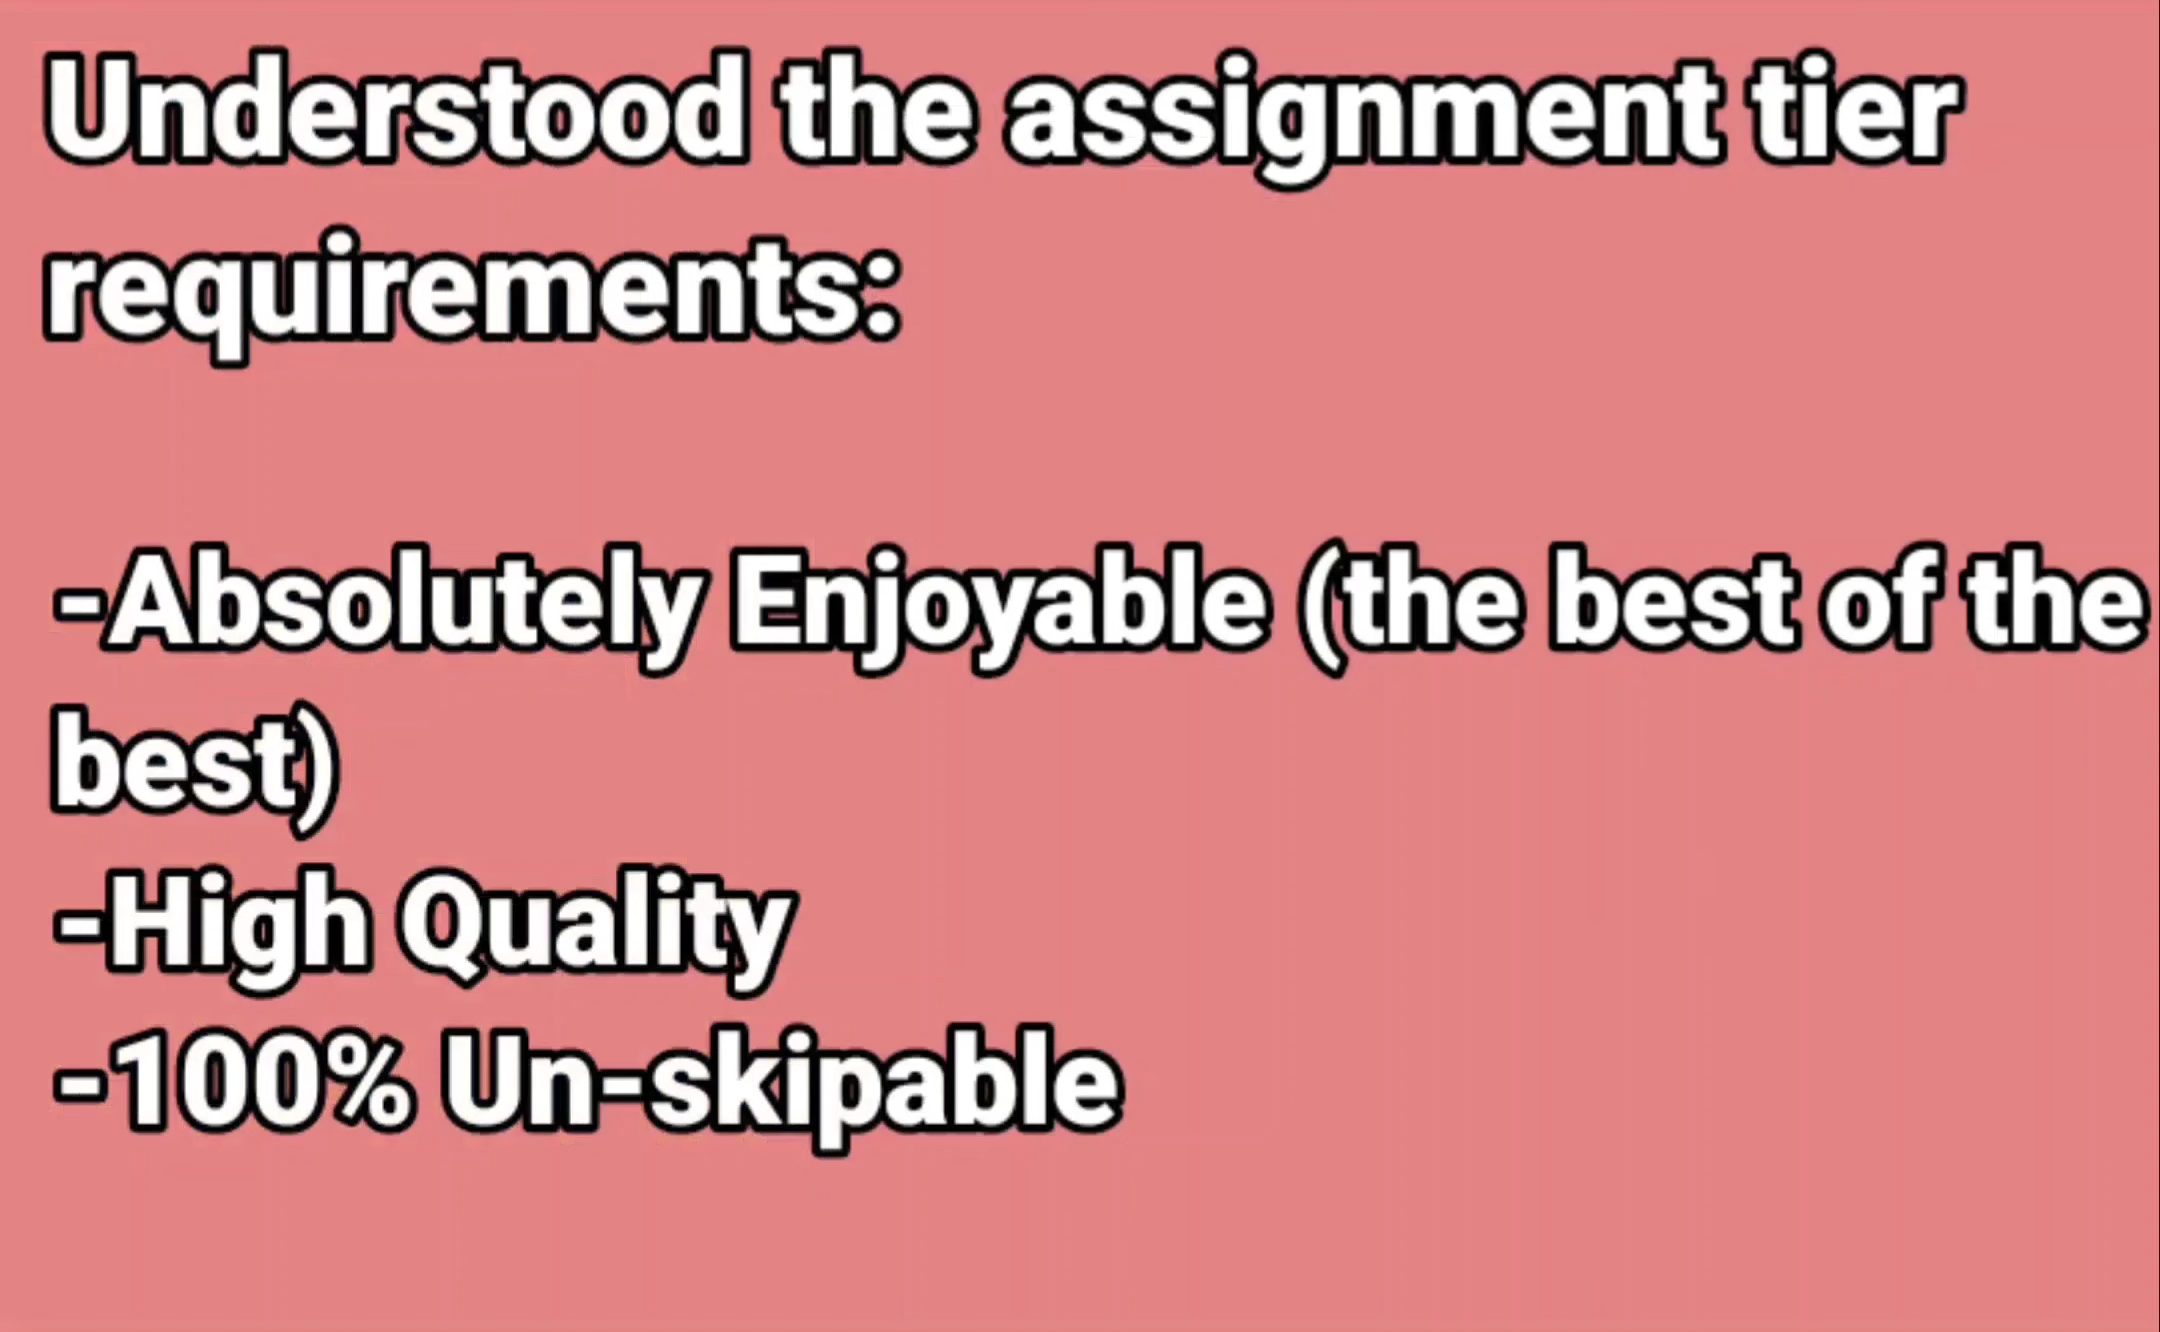 Understood the assignment tier
requirements:
-Absolutely Enjoyable (the best of the
best)
-High Quality
-100% Un-skipable